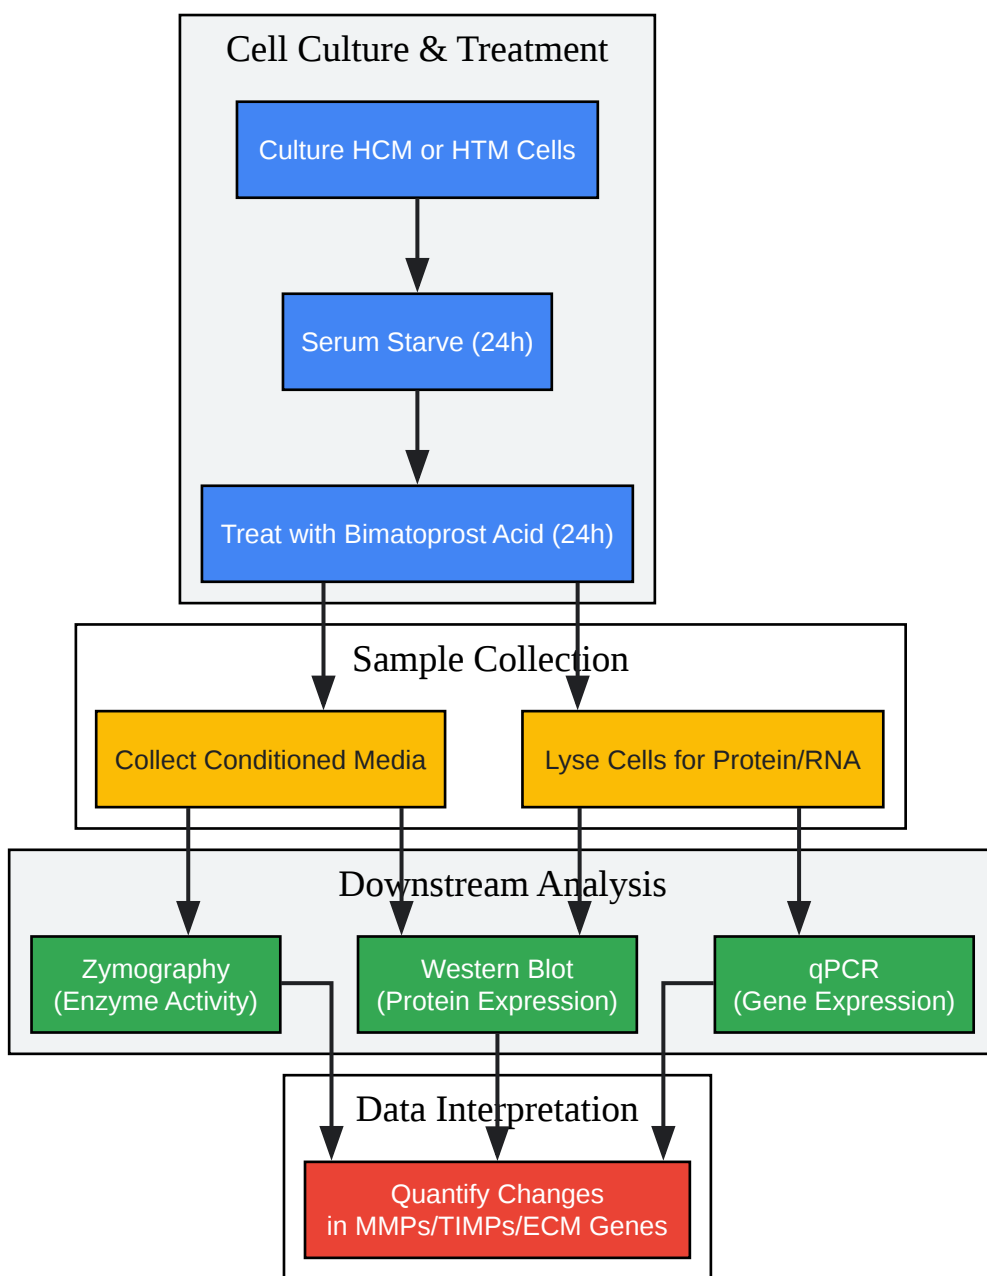 Cell Culture & Treatment
Culture HCM or HTM Cells
Serum Starve (24h)
Treat with Bimatoprost Acid (24h)
Sample Collection
Collect Conditioned Media
Lyse Cells for Protein/RNA
Downstream Analysis
Zymography
(Enzyme Activity)
Western Blot
(Protein Expression)
qPCR
(Gene Expression)
Data Interpretation
Quantify Changes
in MMPs/TIMPs/ECM Genes